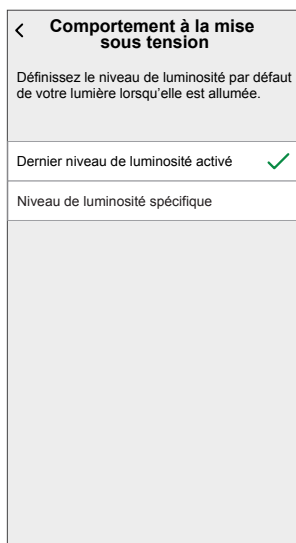 Comportement à la mise
sous tension
Définissez le niveau de luminosité par défaut
de votre lumière lorsqu'elle est allumée.
Dernier niveau de luminosité activé
Niveau de luminosité spécifique